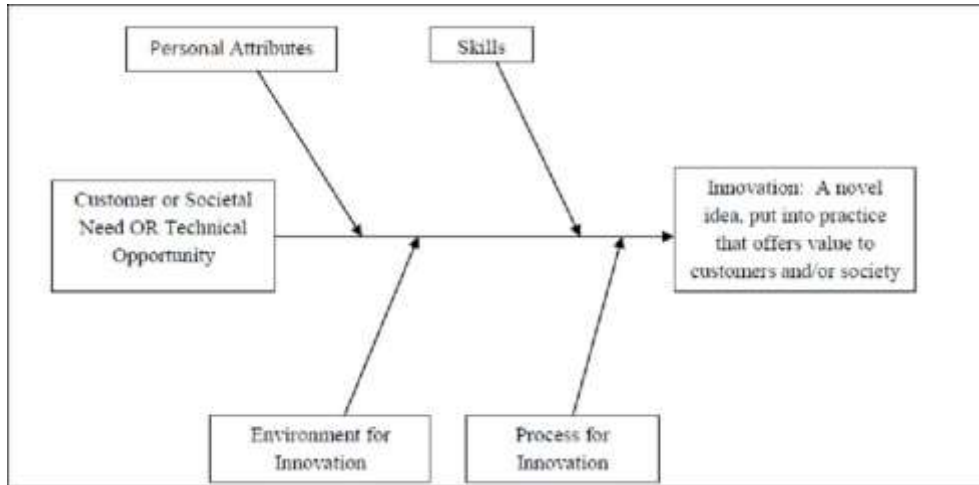 Personal Attributes
Skills
Customer or Societal
Need OR Technical
Opportunity
Innovation: A novel
idea, put into practice
that offers value to
customers and/or society
Environment for
Innovation
Process for
Innovation